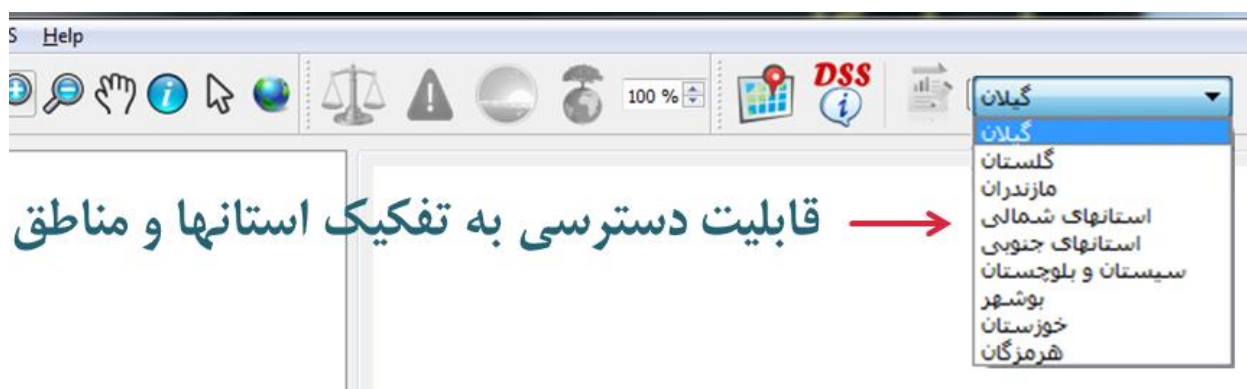 S Help
100 %
DSS
گیلان
گیلان
گلستان
مازندران
استانهای شمالی
استانهای جنوبی
سیستان و بلوچستان
بوشهر
خوزستان
هرمزگان
قابلیت دسترسی به تفکیک استانها و مناطق